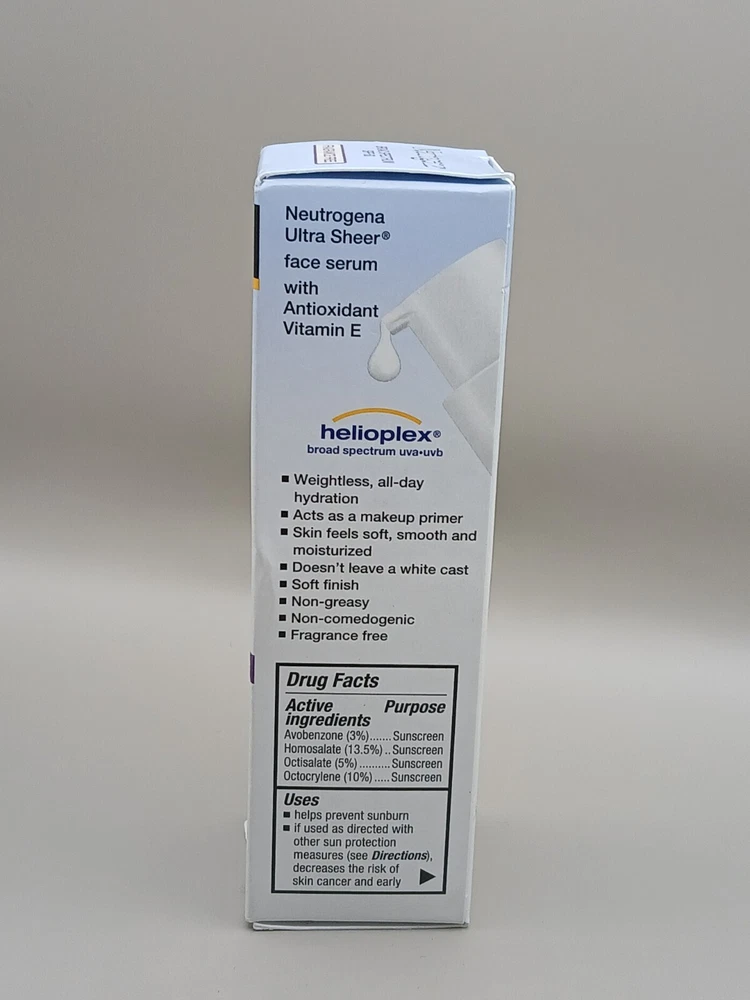 Neutrogena
Ultra Sheer®
face serum
with
Antioxidant
Vitamin E
helioplex®
broad spectrum uva•uvb
▪ Weightless, all-day
hydration
▪ Acts as a makeup primer
▪ Skin feels soft, smooth and
moisturized
▪ Doesn't leave a white cast
▪ Soft finish
▪ Non-greasy
▪ Non-comedogenic
▪ Fragrance free
Drug Facts
Active Purpose
ingredients
Avobenzone (3%)....... Sunscreen
Homosalate (13.5%) .. Sunscreen
Octisalate (5%) .......... Sunscreen
Octocrylene (10%) ..... Sunscreen
Uses
▪ helps prevent sunburn
▪ if used as directed with
other sun protection
measures (see Directions),
decreases the risk of
skin cancer and early